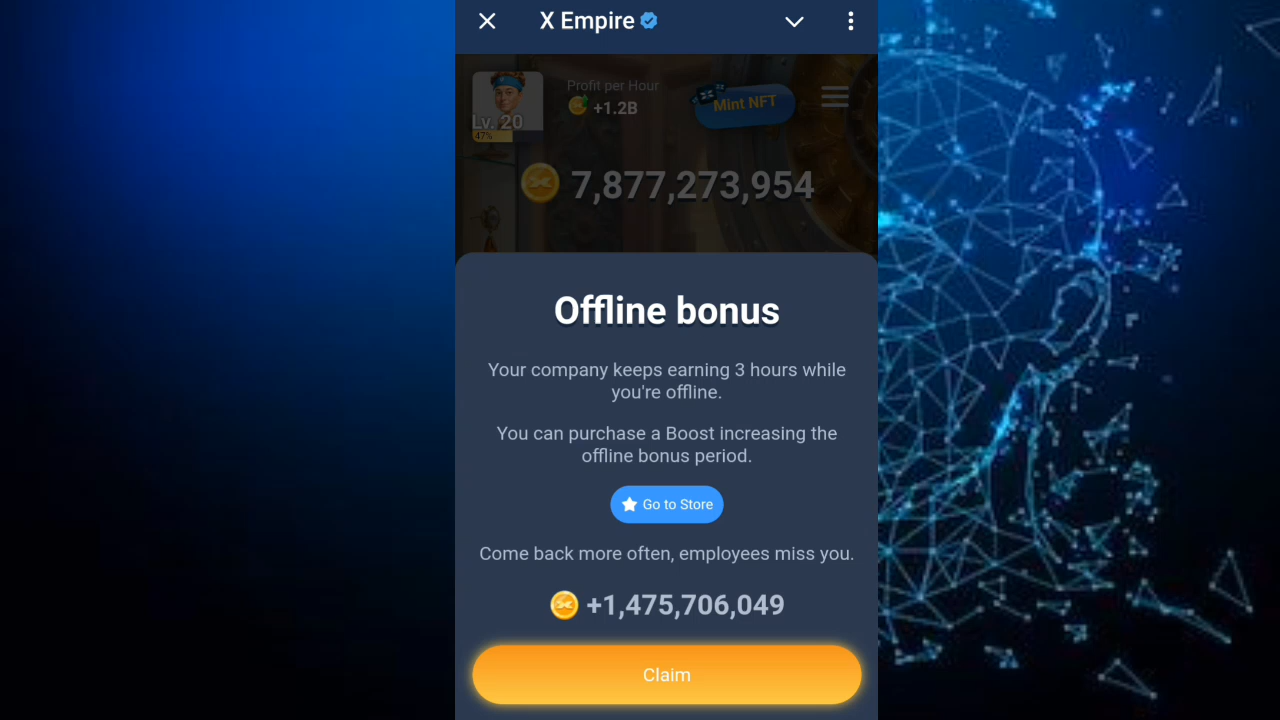 X Empire
Profit per Hour
+1.2B
Mint NFT
Lv. 20
47%
7,877,273,954
Offline bonus
Your company keeps earning 3 hours while
you're offline.
You can purchase a Boost increasing the
offline bonus period.
Go to Store
Come back more often, employees miss you.
+1,475,706,049
Claim